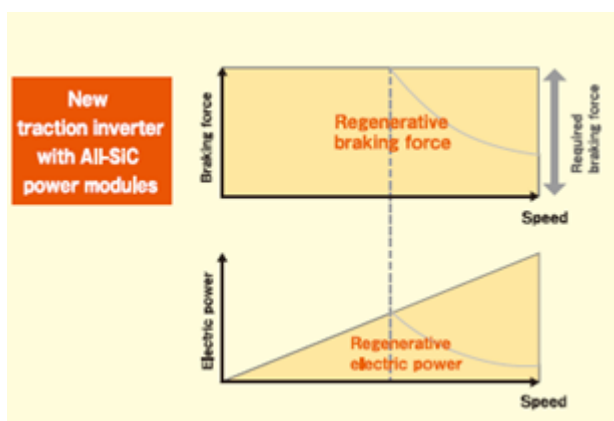 New
traction inverter
with All-SiC
power modules
Braking force
Regenerative
braking force
Required
braking force
Speed
Electric power
Regenerative
electric power
Speed